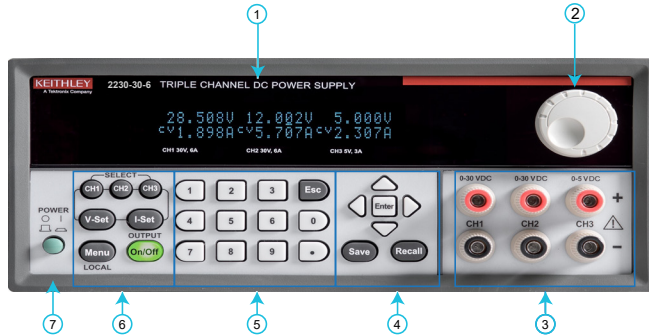 1
2
KEITHLEY
A Tektronix Company
2230-30-6 TRIPLE CHANNEL DC POWER SUPPLY
28.508V 12.002V 5.000V
CV1.898A CV5.707A CV2.307A
CH1 30V, 6A CH2 30V, 6A CH3 5V, 3A
SELECT
CH1 CH2 CH3
V-Set I-Set
OUTPUT
Menu On/Off
LOCAL
POWER
O I
1 2 3 Esc
4 5 6 0
7 8 9 .
Enter
Save Recall
0-30 VDC 0-30 VDC 0-5 VDC
+
CH1 CH2 CH3
-
7 6 5 4 3